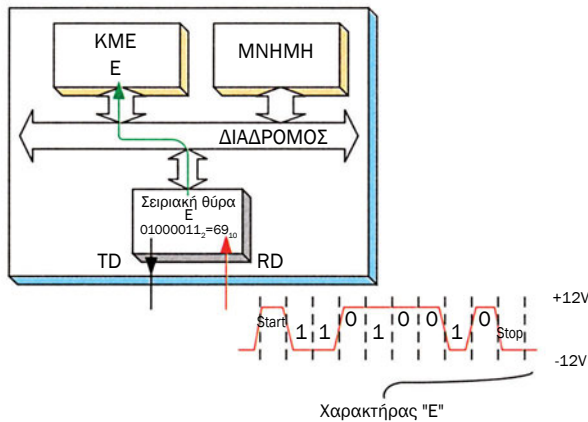 ΚΜΕ
Ε
ΜΝΗΜΗ
ΔΙΑΔΡΟΜΟΣ
Σειριακή θύρα
Ε
01000011₂=69₁₀
TD
RD
+12V
Start 1 1 0 1 0 0 1 0 Stop
-12V
Χαρακτήρας "Ε"